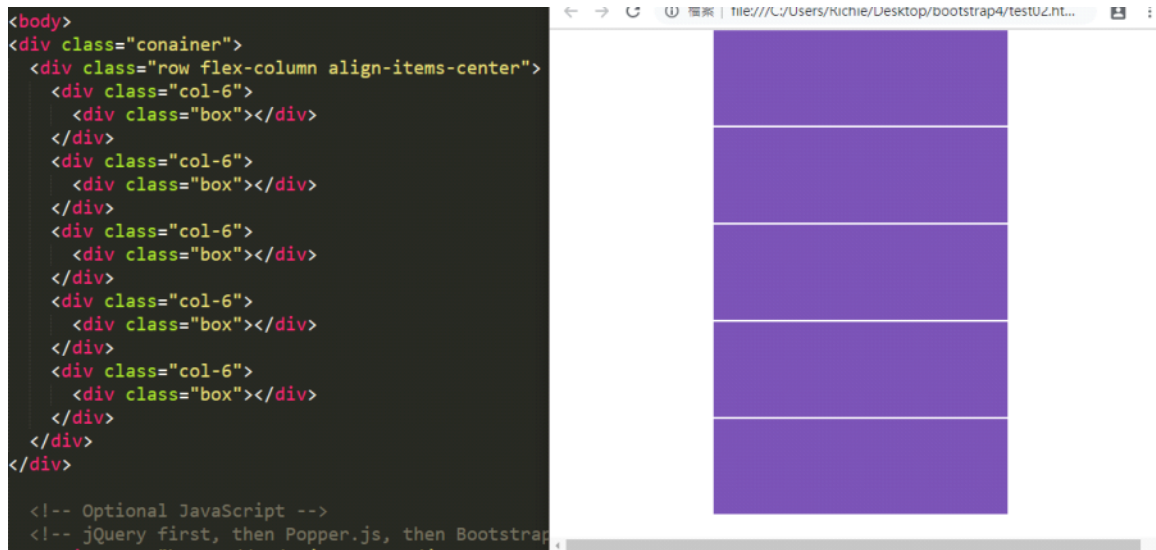 <body>
<div class="conainer">
<div class="row flex-column align-items-center">
<div class="col-6">
<div class="box"></div>
</div>
<div class="col-6">
<div class="box"></div>
</div>
<div class="col-6">
<div class="box"></div>
</div>
<div class="col-6">
<div class="box"></div>
</div>
<div class="col-6">
<div class="box"></div>
</div>
</div>
</div>
<!-- Optional JavaScript -->
<!-- jQuery first, then Popper.js, then Bootstrap
檔案 | file:///C:/Users/Richie/Desktop/bootstrap4/test02.ht...